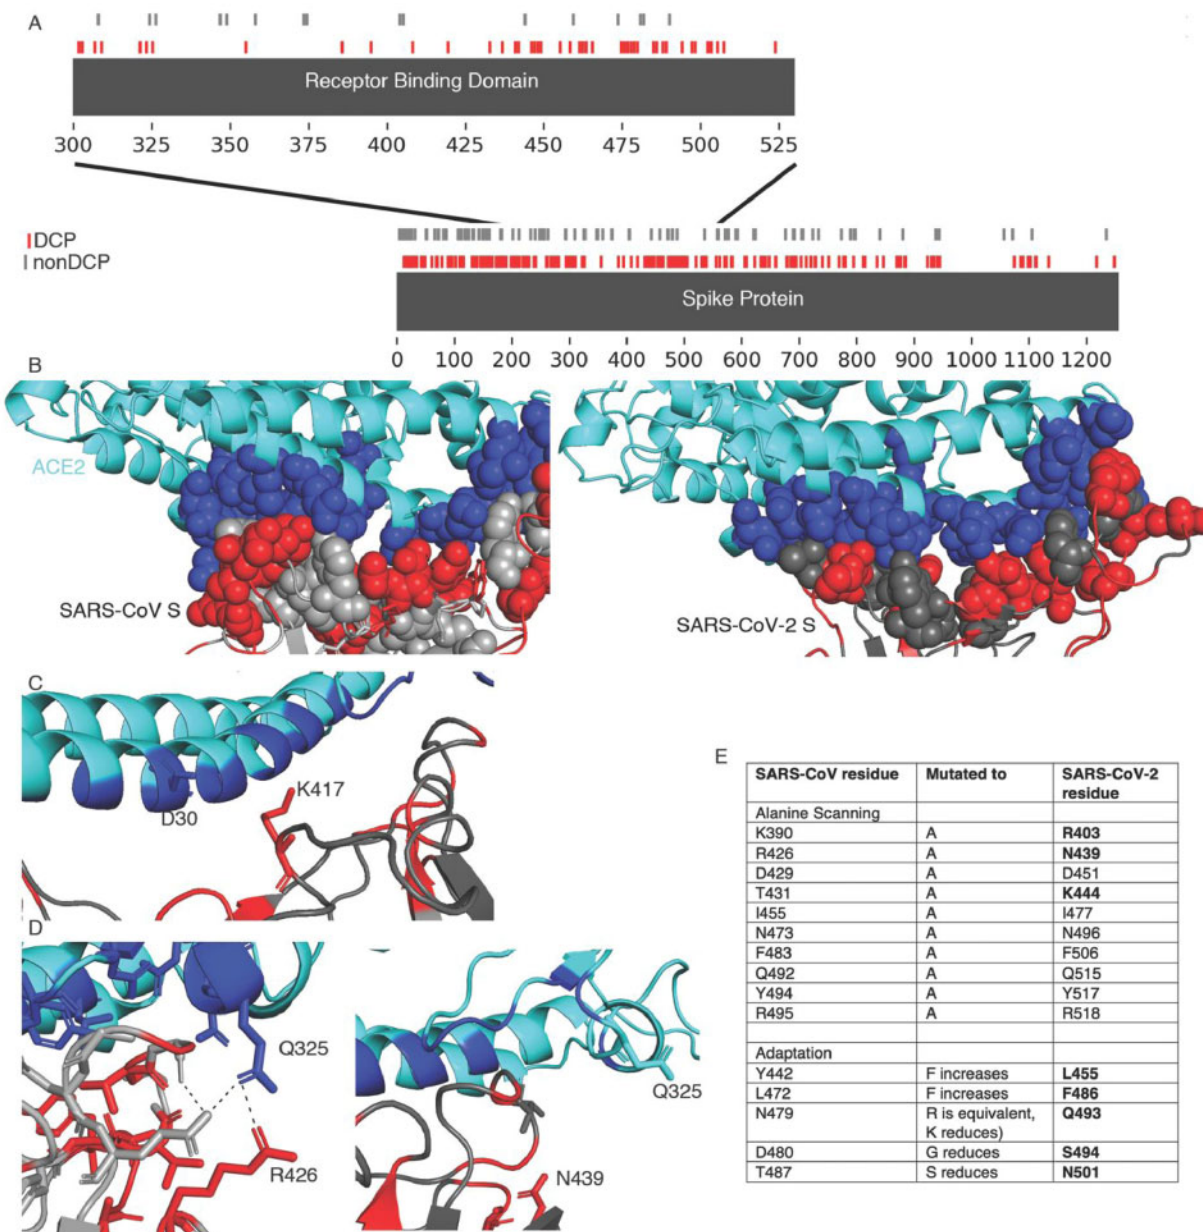 A
Receptor Binding Domain
300 325 350 375 400 425 450 475 500 525
DCP
nonDCP
Spike Protein
0 100 200 300 400 500 600 700 800 900 1000 1100 1200
B
ACE2
SARS-CoV S
SARS-CoV-2 S
C
K417
D30
D
Q325
R426
Q325
N439
E
SARS-CoV residue Mutated to SARS-CoV-2
residue
Alanine Scanning
K390 A R403
R426 A N439
D429 A D451
T431 A K444
I455 A I477
N473 A N496
F483 A F506
Q492 A Q515
Y494 A Y517
R495 A R518
Adaptation
Y442 F increases L455
L472 F increases F486
N479 R is equivalent, Q493
K reduces)
D480 G reduces S494
T487 S reduces N501